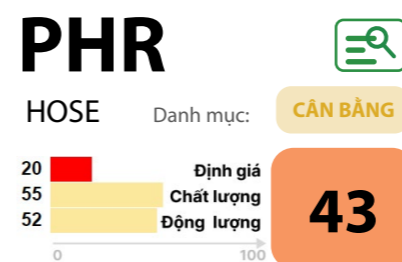 PHR
HOSE Danh mục: CÂN BẰNG
20 Định giá
55 Chất lượng
52 Động lượng
43
0 100